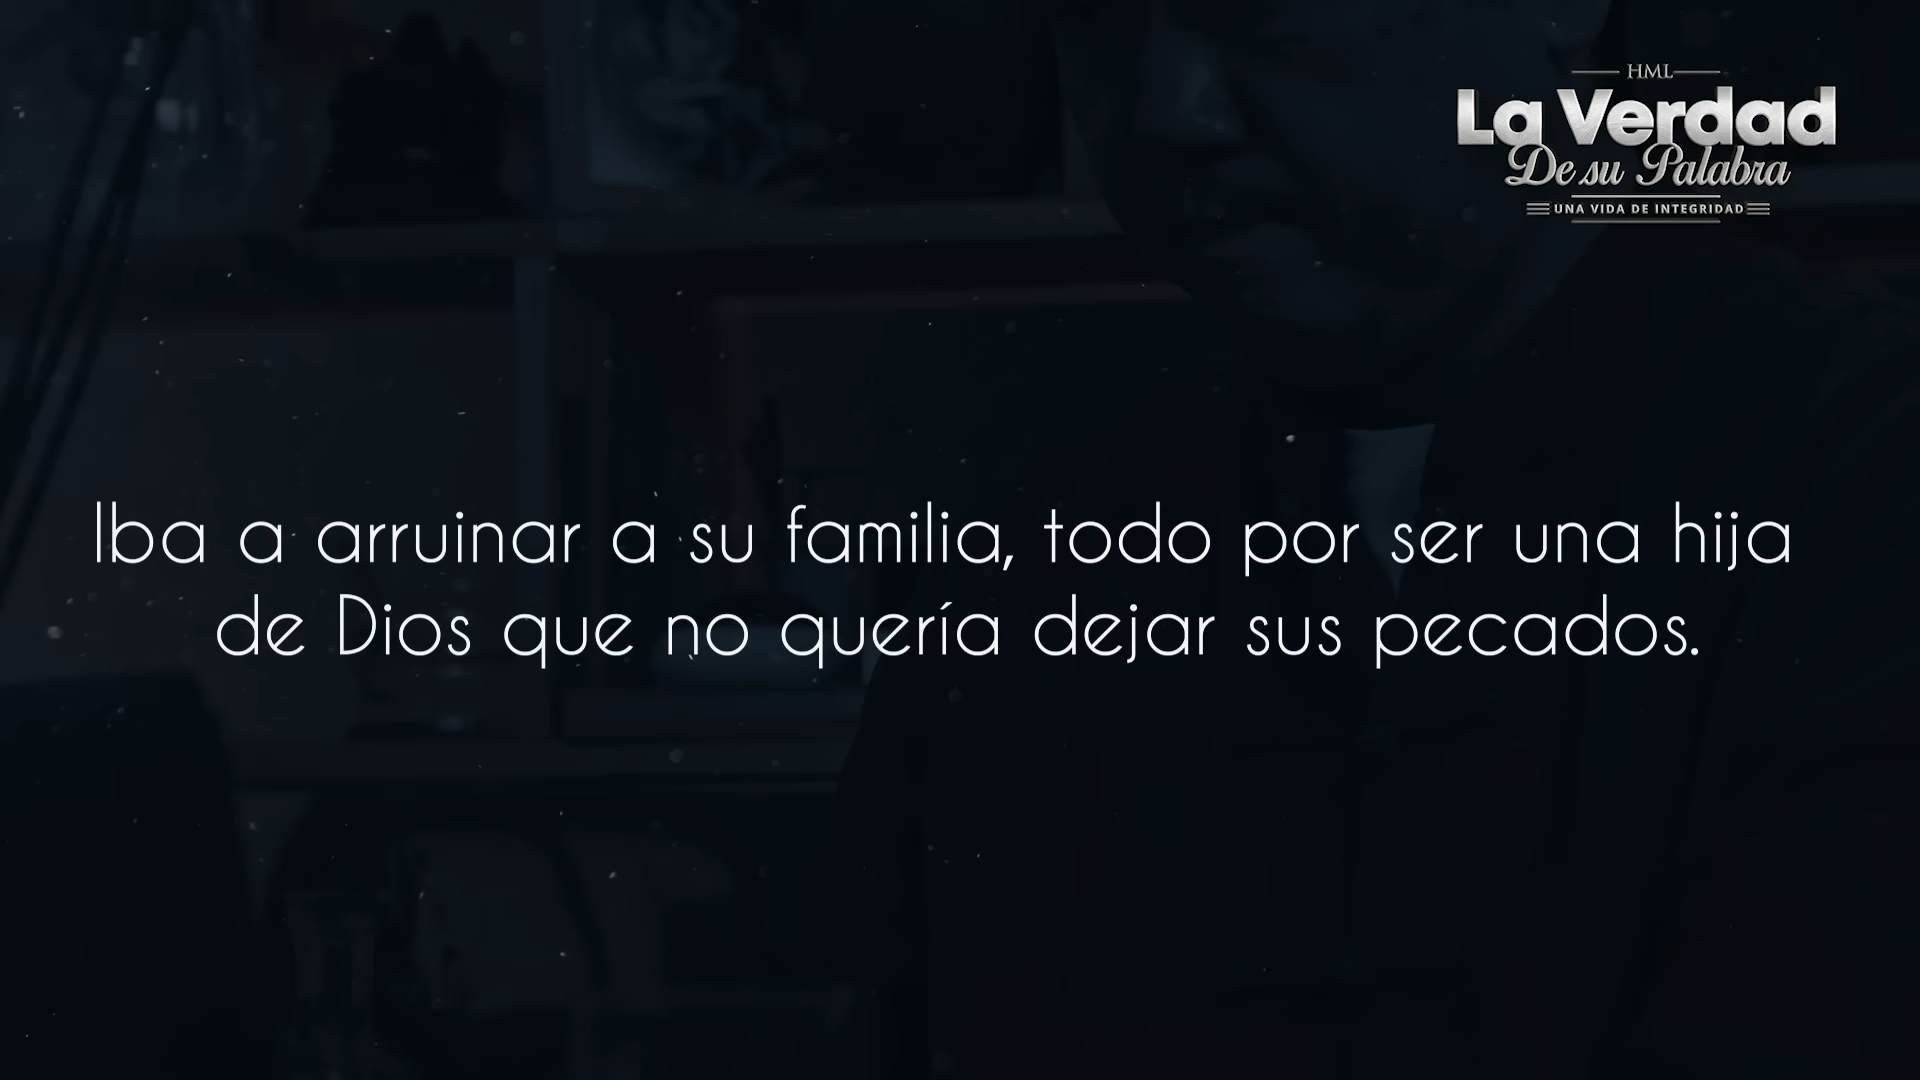 HML
La Verdad
De su Palabra
UNA VIDA DE INTEGRIDAD
Iba a arruinar a su familia, todo por ser una hija
de Dios que no quería dejar sus pecados.